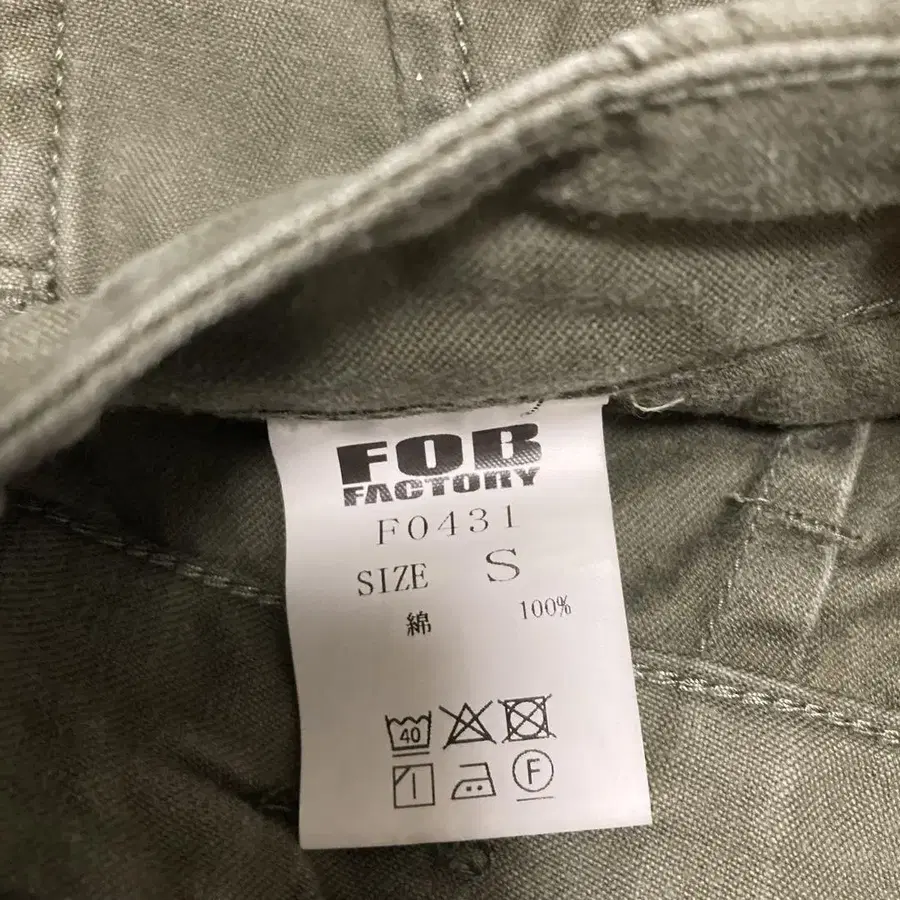 FOB
FACTORY
F0431
SIZE S
綿 100%
40
F